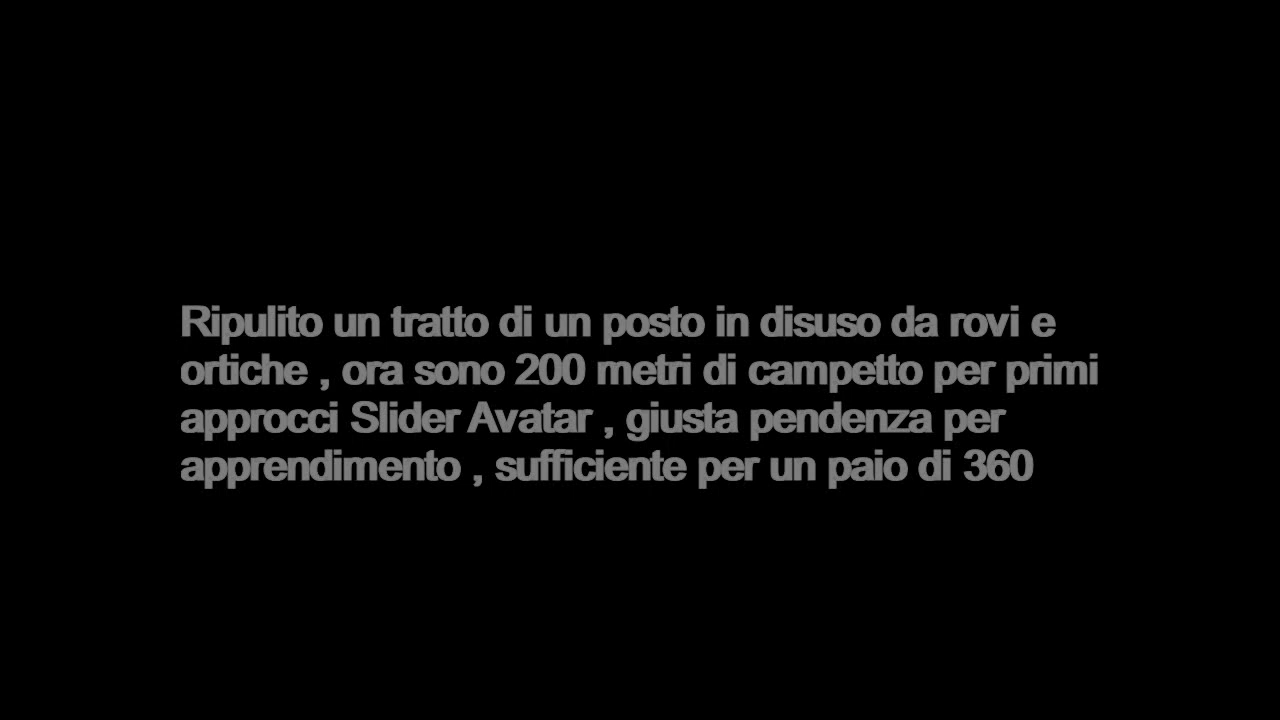 Ripulito un tratto di un posto in disuso da rovi e
ortiche , ora sono 200 metri di campetto per primi
approcci Slider Avatar , giusta pendenza per
apprendimento , sufficiente per un paio di 360